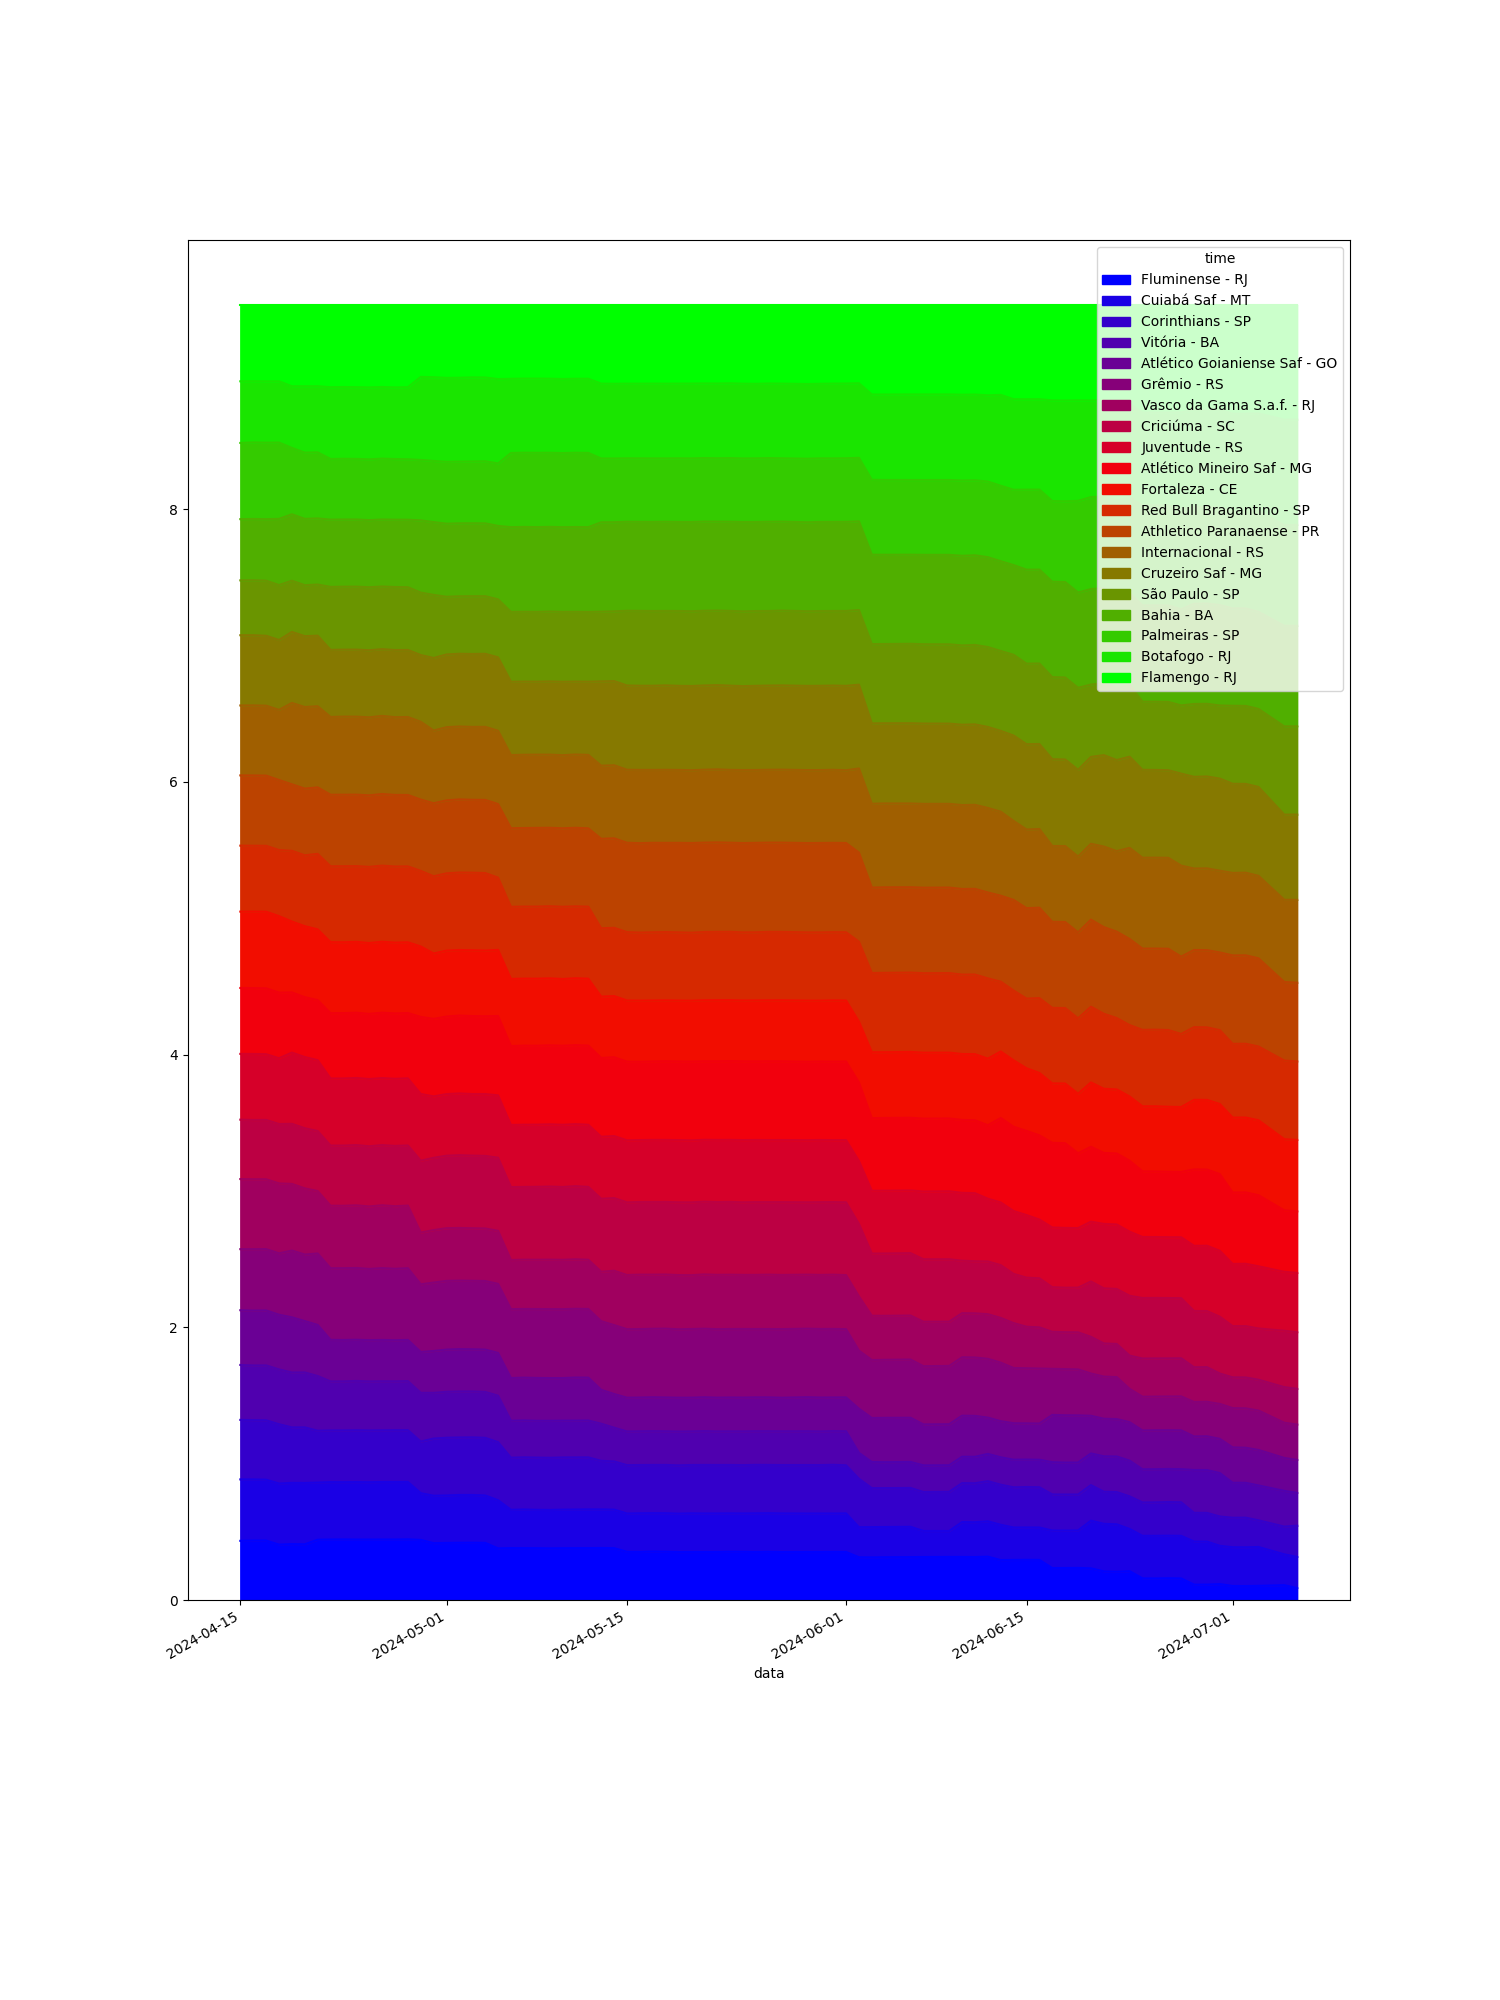 time
Fluminense - RJ
Cuiabá Saf - MT
Corinthians - SP
Vitória - BA
Atlético Goianiense Saf - GO
Grêmio - RS
Vasco da Gama S.a.f. - RJ
Criciúma - SC
Juventude - RS
Atlético Mineiro Saf - MG
Fortaleza - CE
Red Bull Bragantino - SP
Athletico Paranaense - PR
Internacional - RS
Cruzeiro Saf - MG
São Paulo - SP
Bahia - BA
Palmeiras - SP
Botafogo - RJ
Flamengo - RJ
8
6
4
2
0
2024-04-15
2024-05-01
2024-05-15
2024-06-01
2024-06-15
2024-07-01
data